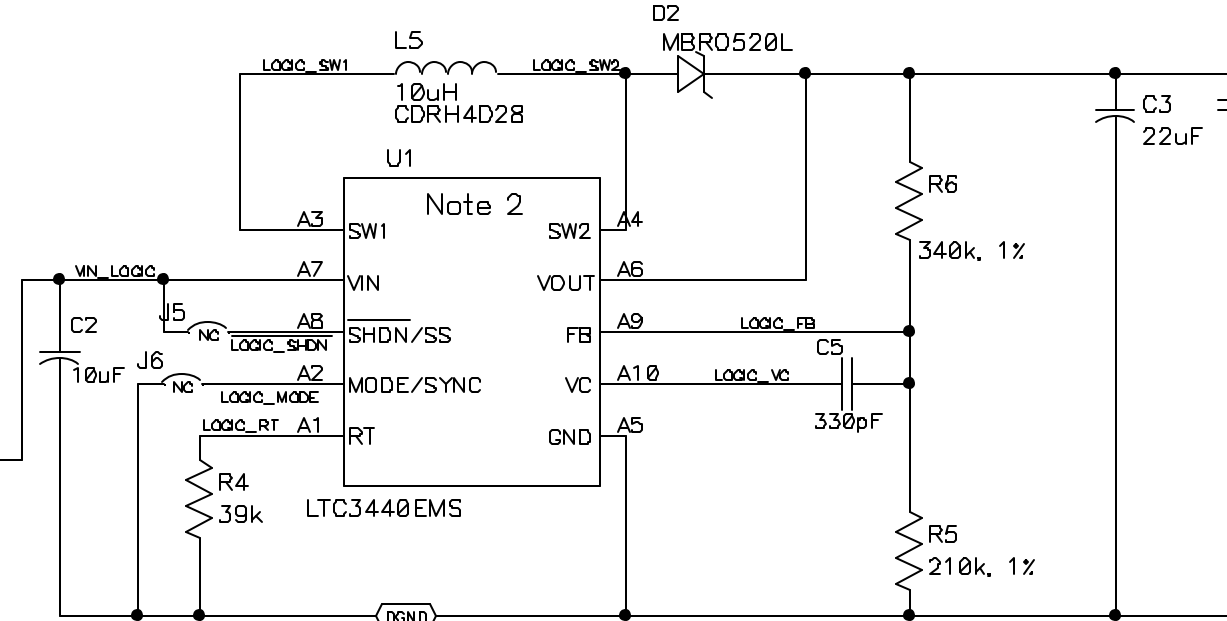 D2
MBR0520L
L5
LOGIC_SW1
LOGIC_SW2
10uH
CDRH4D28
C3
22uF
U1
Note 2
R6
340k, 1%
A3
SW1
SW2
A4
VIN_LOGIC
A7
VIN
VOUT
A6
J5
NC
A8
LOGIC_SHDN
SHDN/SS
FB
A9
LOGIC_FB
C2
10uF
J6
NC
A2
LOGIC_MODE
MODE/SYNC
VC
A10
LOGIC_VC
C5
330pF
LOGIC_RT
A1
RT
GND
A5
R4
39k
LTC3440EMS
R5
210k, 1%
DGND